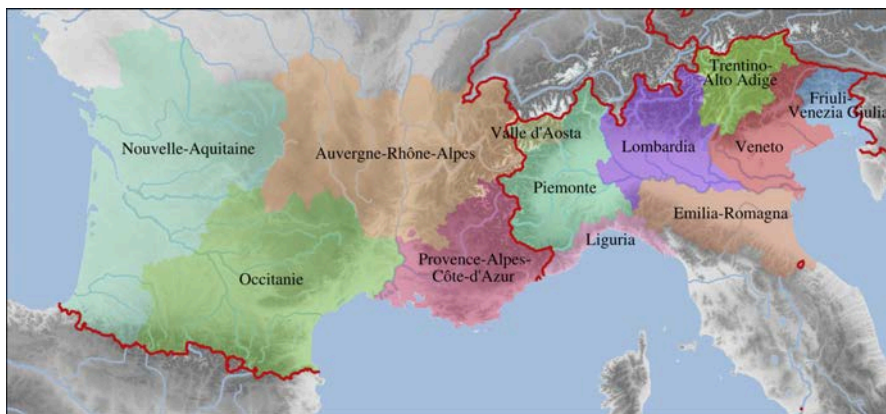 Trentino-
Alto Adige
Friuli-
Venezia Giulia
Valle d'Aosta
Nouvelle-Aquitaine
Auvergne-Rhône-Alpes
Lombardia
Veneto
Piemonte
Emilia-Romagna
Liguria
Provence-Alpes-
Côte-d'Azur
Occitanie